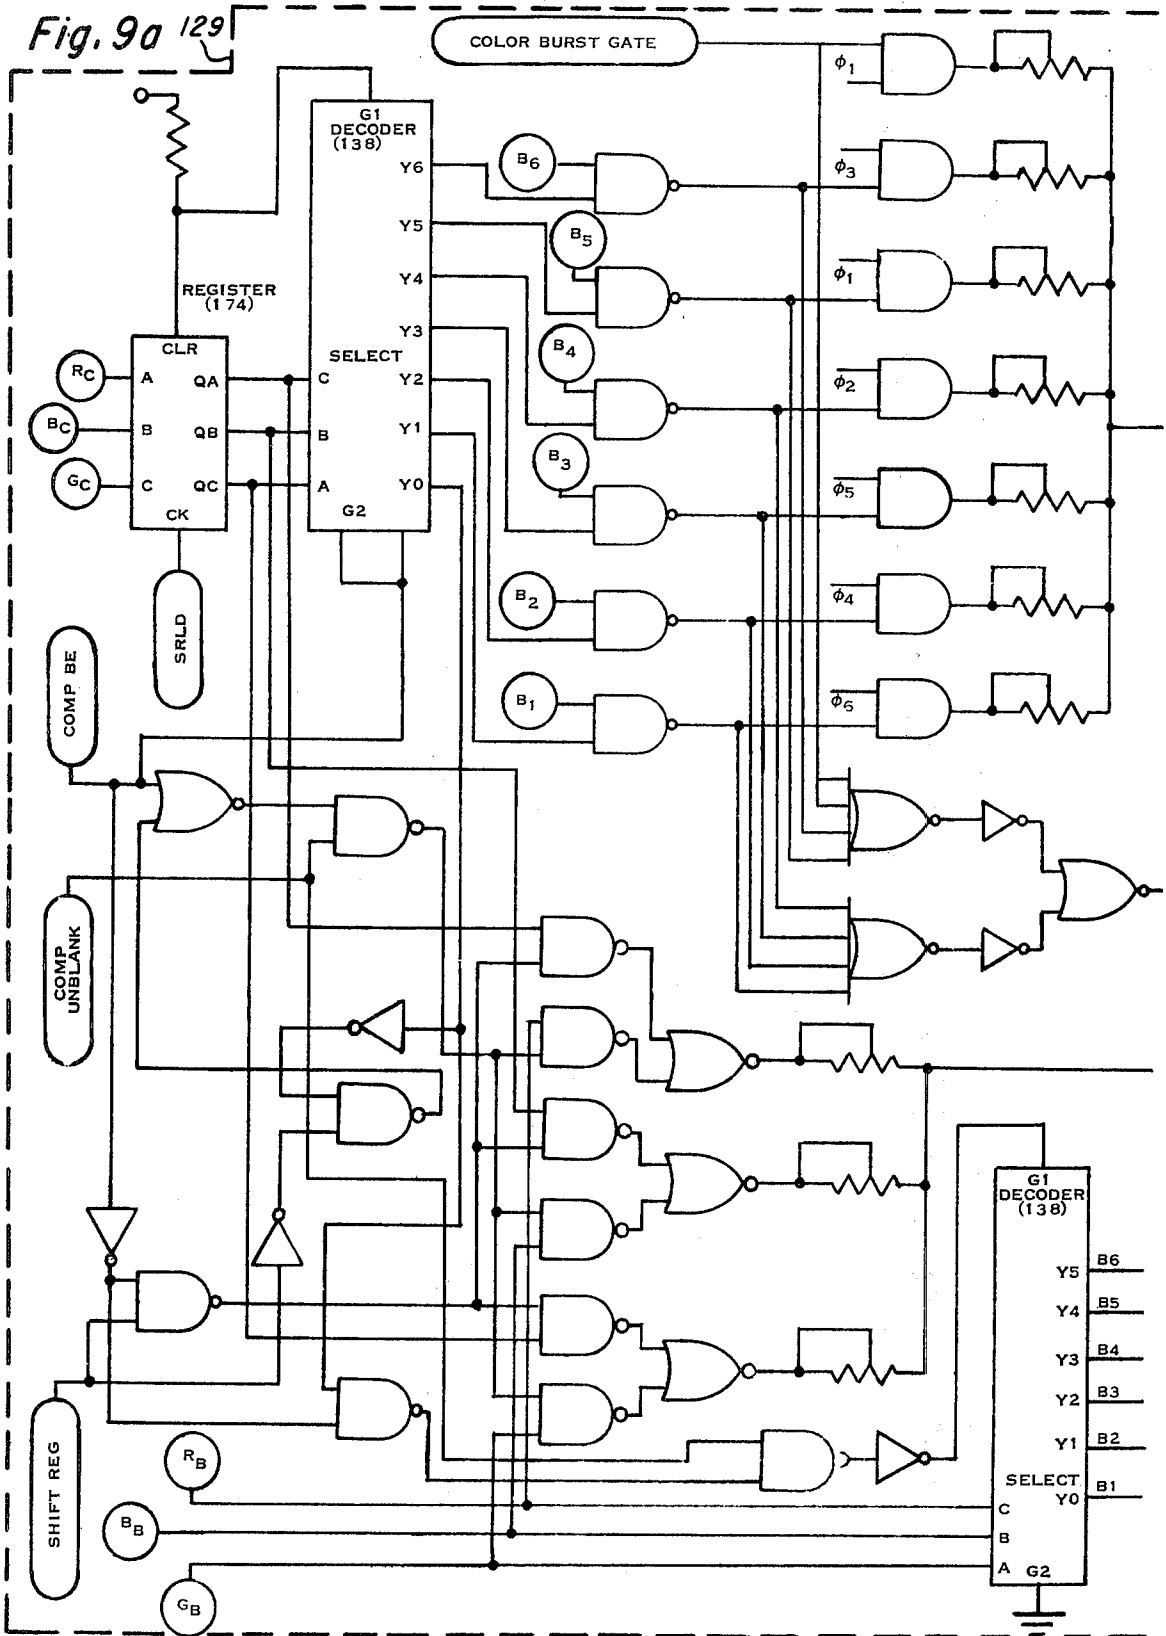 Fig. 9a 129
COLOR BURST GATE
G1
DECODER
(138)
Y6
Y5
Y4
Y3
SELECT
C Y2
B Y1
A Y0
G2
REGISTER
(174)
CLR
RC A QA
BC B QB
GC C QC
CK
SRLD
COMP BE
COMP
UNBLANK
SHIFT REG
B6
B5
B4
B3
B2
B1
ϕ1
ϕ3
ϕ1
ϕ2
ϕ5
ϕ4
ϕ6
RB
BB
GB
G1
DECODER
(138)
Y5 B6
Y4 B5
Y3 B4
Y2 B3
Y1 B2
SELECT
Y0 B1
C
B
A G2